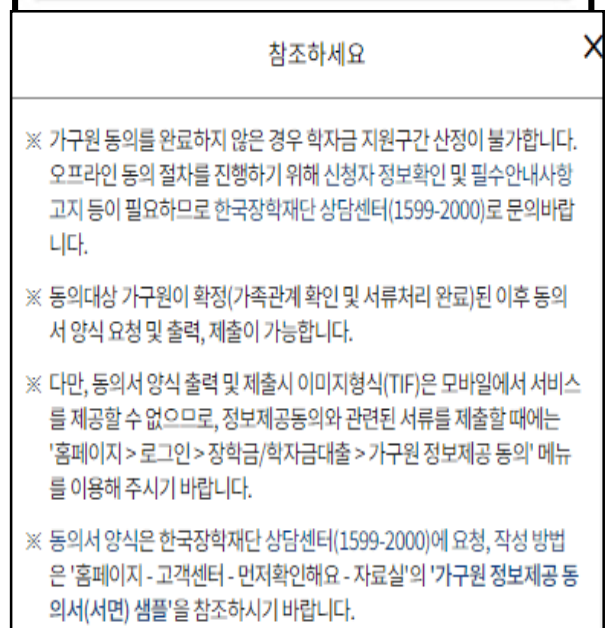 참조하세요
X
※ 가구원 동의를 완료하지 않은 경우 학자금 지원구간 산정이 불가합니다.
오프라인 동의 절차를 진행하기 위해 신청자 정보확인 및 필수안내사항
고지 등이 필요하므로 한국장학재단 상담센터(1599-2000)로 문의바랍
니다.
※ 동의대상 가구원이 확정(가족관계 확인 및 서류처리 완료)된 이후 동의
서 양식 요청 및 출력, 제출이 가능합니다.
※ 다만, 동의서 양식 출력 및 제출시 이미지형식(TIF)은 모바일에서 서비스
를 제공할 수 없으므로, 정보제공동의와 관련된 서류를 제출할 때에는
'홈페이지 > 로그인 > 장학금/학자금대출 > 가구원 정보제공 동의' 메뉴
를 이용해 주시기 바랍니다.
※ 동의서 양식은 한국장학재단 상담센터(1599-2000)에 요청, 작성 방법
은 '홈페이지 - 고객센터 - 먼저확인해요 - 자료실'의 '가구원 정보제공 동
의서(서면) 샘플'을 참조하시기 바랍니다.